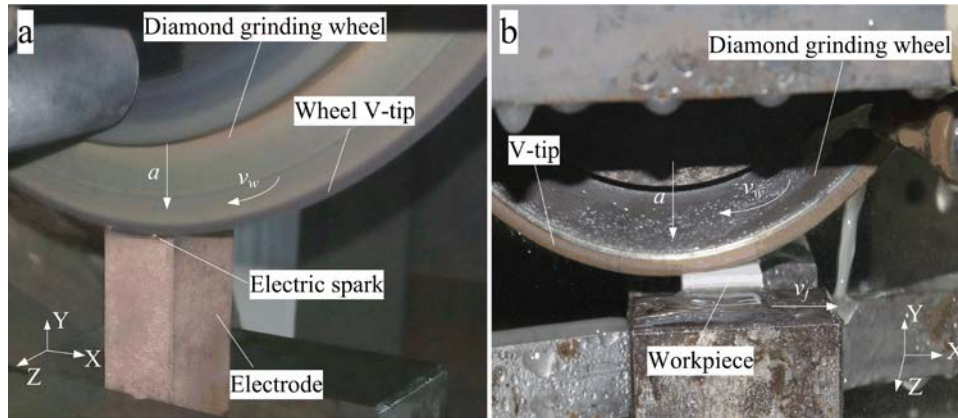 a
Diamond grinding wheel
Wheel V-tip
a
v_w
Electric spark
Electrode
Y
X
Z
b
Diamond grinding wheel
V-tip
a
v_w
v_f
Workpiece
Y
X
Z